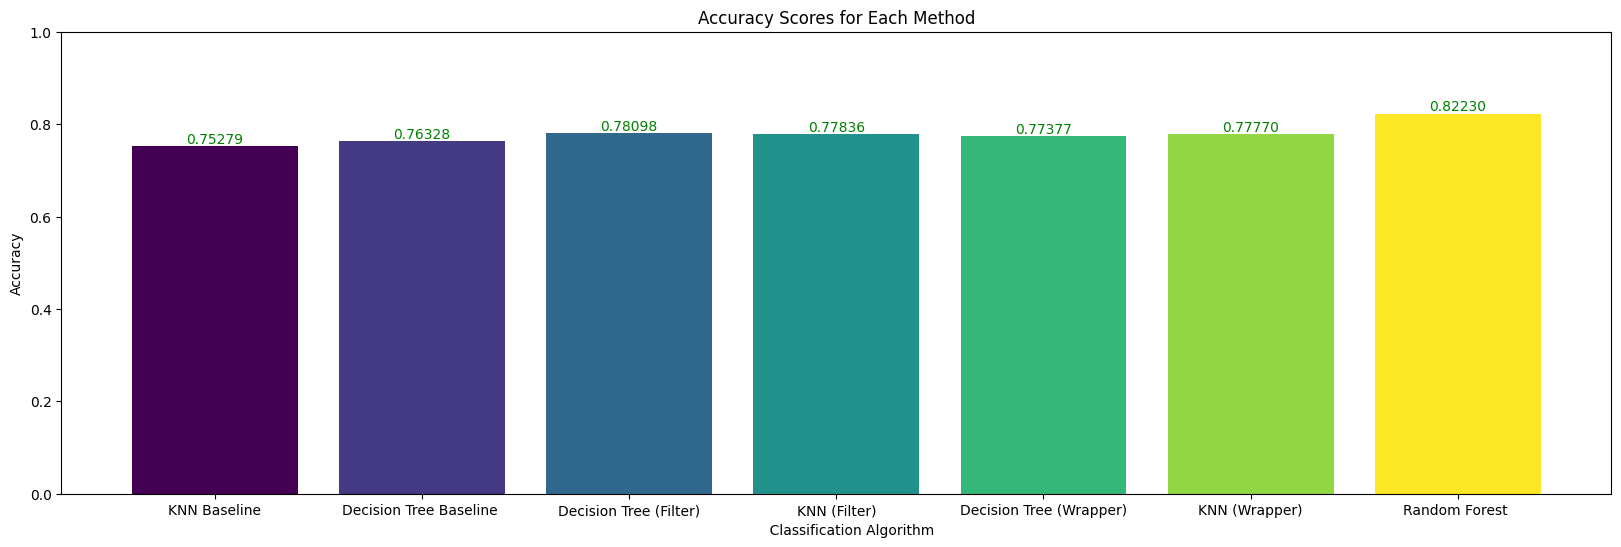 Accuracy Scores for Each Method
1.0
0.8
0.6
0.4
0.2
0.0
Accuracy
0.75279
0.76328
0.78098
0.77836
0.77377
0.77770
0.82230
KNN Baseline
Decision Tree Baseline
Decision Tree (Filter)
KNN (Filter)
Decision Tree (Wrapper)
KNN (Wrapper)
Random Forest
Classification Algorithm